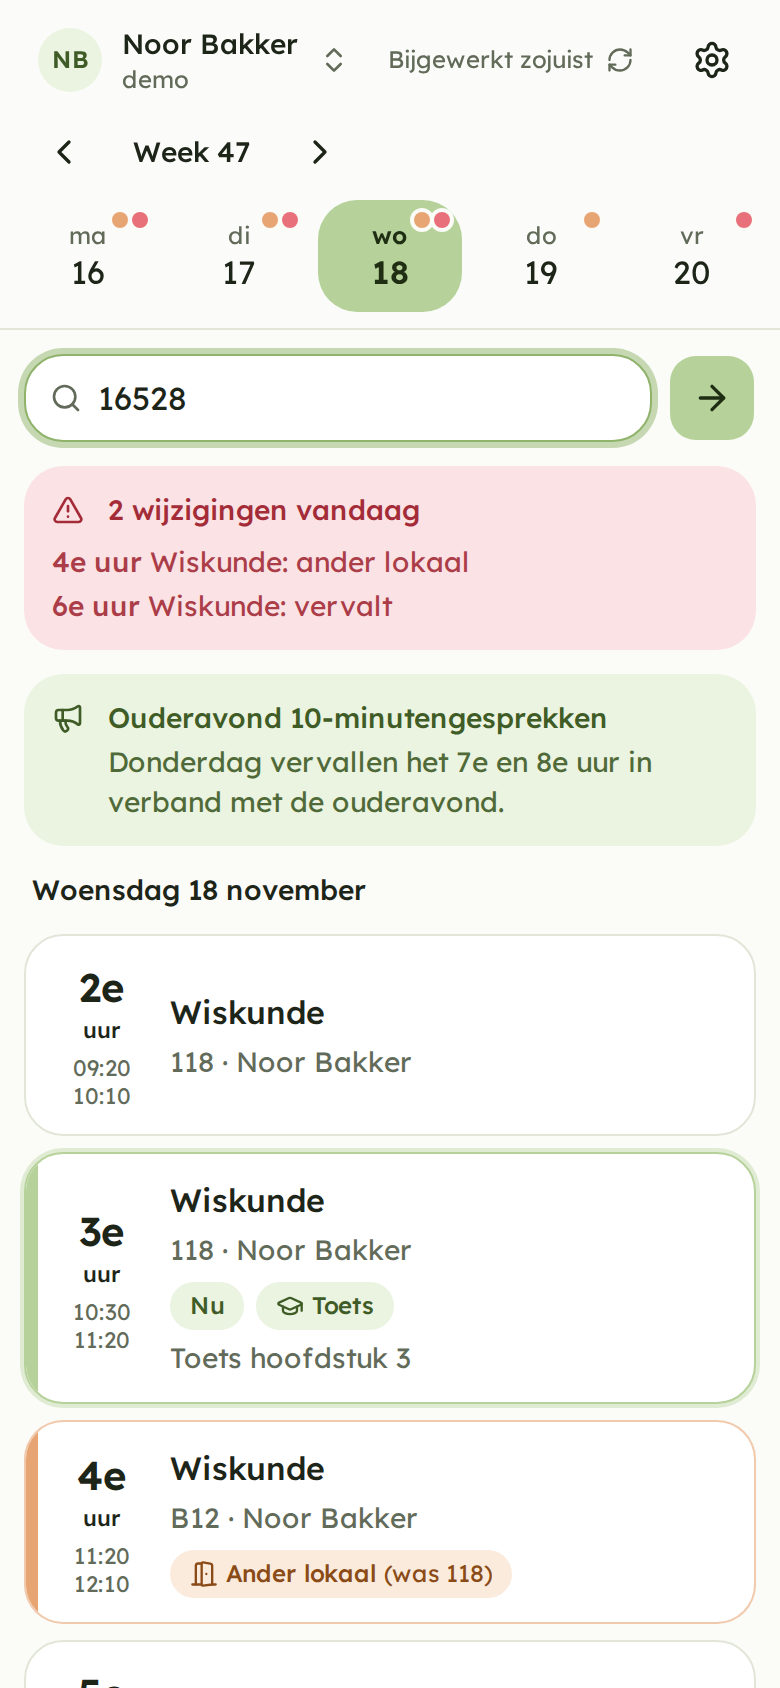 NB
Noor Bakker
demo
Bijgewerkt zojuist
Week 47
ma
16
di
17
wo
18
do
19
vr
20
16528
2 wijzigingen vandaag
4e uur Wiskunde: ander lokaal
6e uur Wiskunde: vervalt
Ouderavond 10-minutengesprekken
Donderdag vervallen het 7e en 8e uur in
verband met de ouderavond.
Woensdag 18 november
2e
uur
09:20
10:10
Wiskunde
118 · Noor Bakker
3e
uur
10:30
11:20
Wiskunde
118 · Noor Bakker
Nu
Toets
Toets hoofdstuk 3
4e
uur
11:20
12:10
Wiskunde
B12 · Noor Bakker
Ander lokaal (was 118)